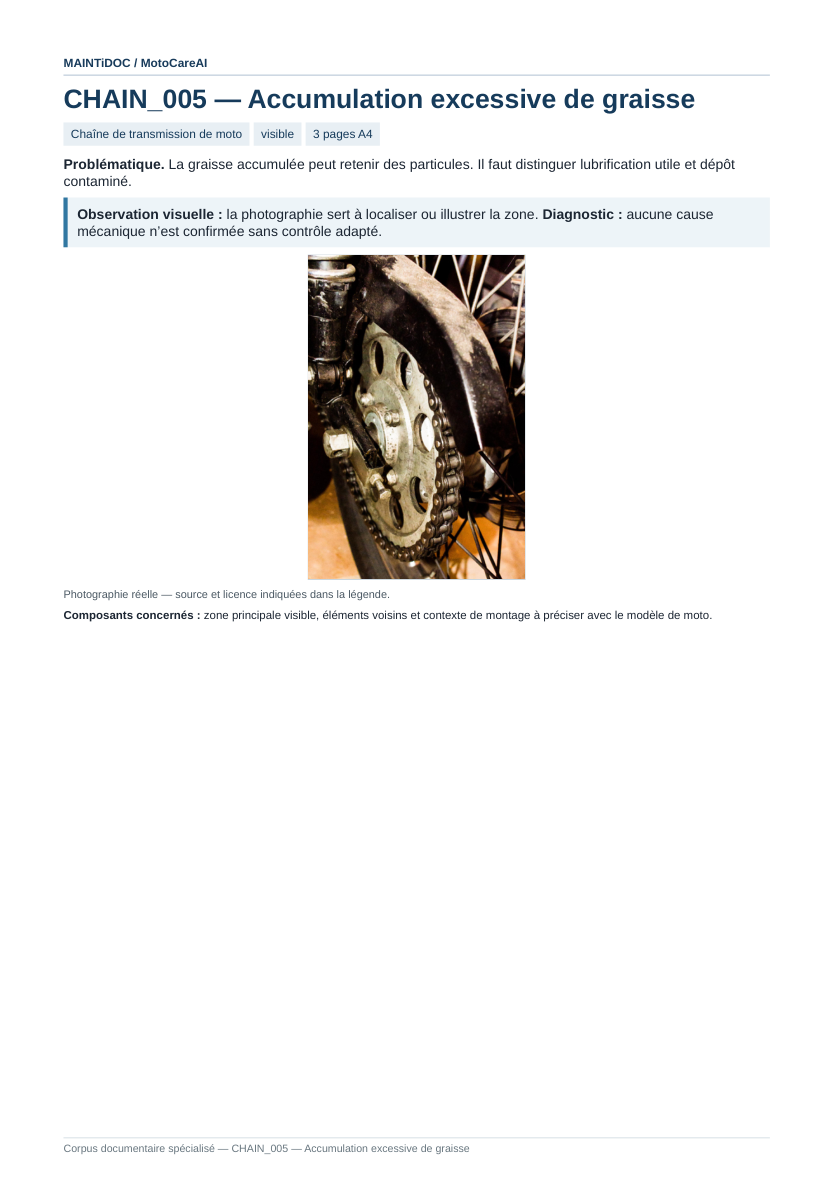 MAINTiDOC / MotoCareAI
CHAIN_005 — Accumulation excessive de graisse
Chaîne de transmission de moto visible 3 pages A4
Problématique. La graisse accumulée peut retenir des particules. Il faut distinguer lubrification utile et dépôt
contaminé.
Observation visuelle : la photographie sert à localiser ou illustrer la zone. Diagnostic : aucune cause
mécanique n’est confirmée sans contrôle adapté.
Photographie réelle — source et licence indiquées dans la légende.
Composants concernés : zone principale visible, éléments voisins et contexte de montage à préciser avec le modèle de moto.
Corpus documentaire spécialisé — CHAIN_005 — Accumulation excessive de graisse